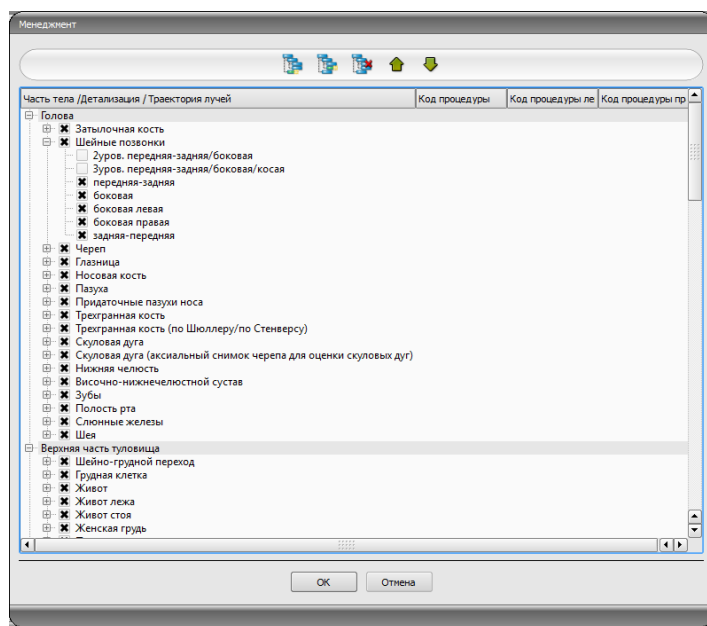 Менеджмент
Часть тела /Детализация / Траектория лучей Код процедуры Код процедуры ле Код процедуры пр
Голова
Затылочная кость
Шейные позвонки
2уров. передняя-задняя/боковая
3уров. передняя-задняя/боковая/косая
передняя-задняя
боковая
боковая левая
боковая правая
задняя-передняя
Череп
Глазница
Носовая кость
Пазуха
Придаточные пазухи носа
Трехгранная кость
Трехгранная кость (по Шюллеру/по Стенверсу)
Скуловая дуга
Скуловая дуга (аксиальный снимок черепа для оценки скуловых дуг)
Нижняя челюсть
Височно-нижнечелюстной сустав
Зубы
Полость рта
Слюнные железы
Шея
Верхняя часть туловища
Шейно-грудной переход
Грудная клетка
Живот
Живот лежа
Живот стоя
Женская грудь
OK Отмена